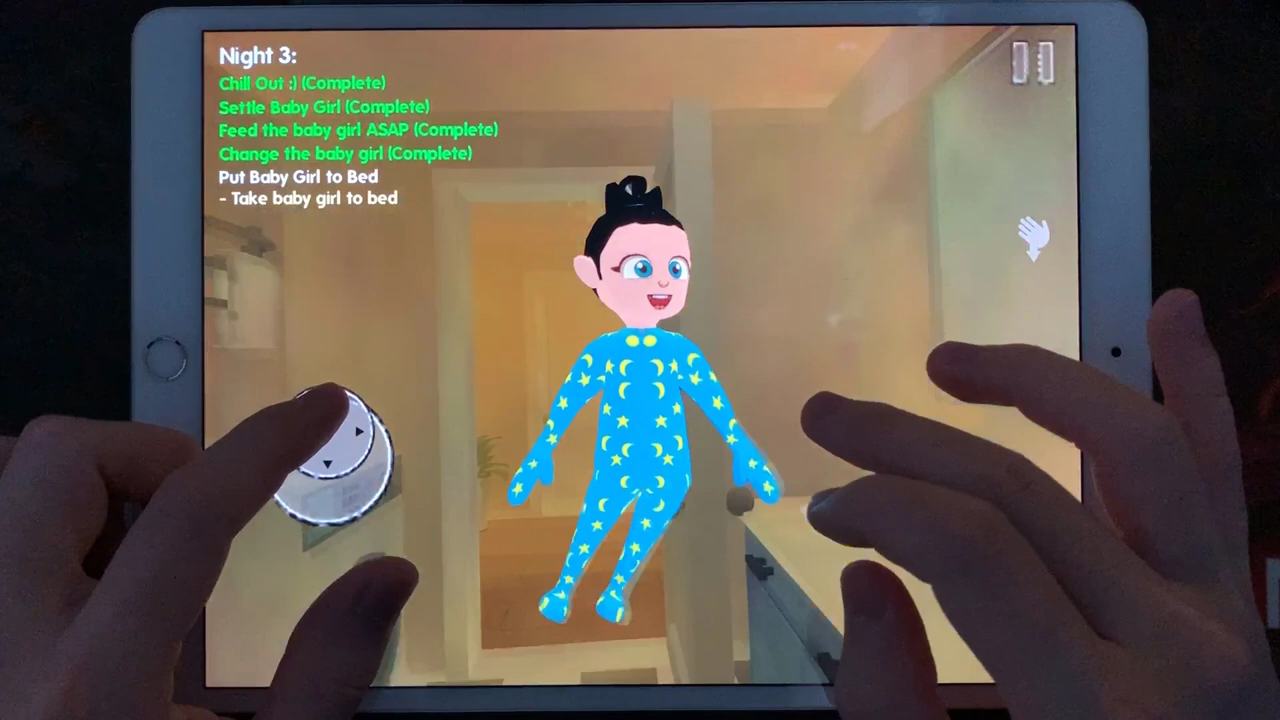 Night 3:
Chill Out :) (Complete)
Settle Baby Girl (Complete)
Feed the baby girl ASAP (Complete)
Change the baby girl (Complete)
Put Baby Girl to Bed
- Take baby girl to bed